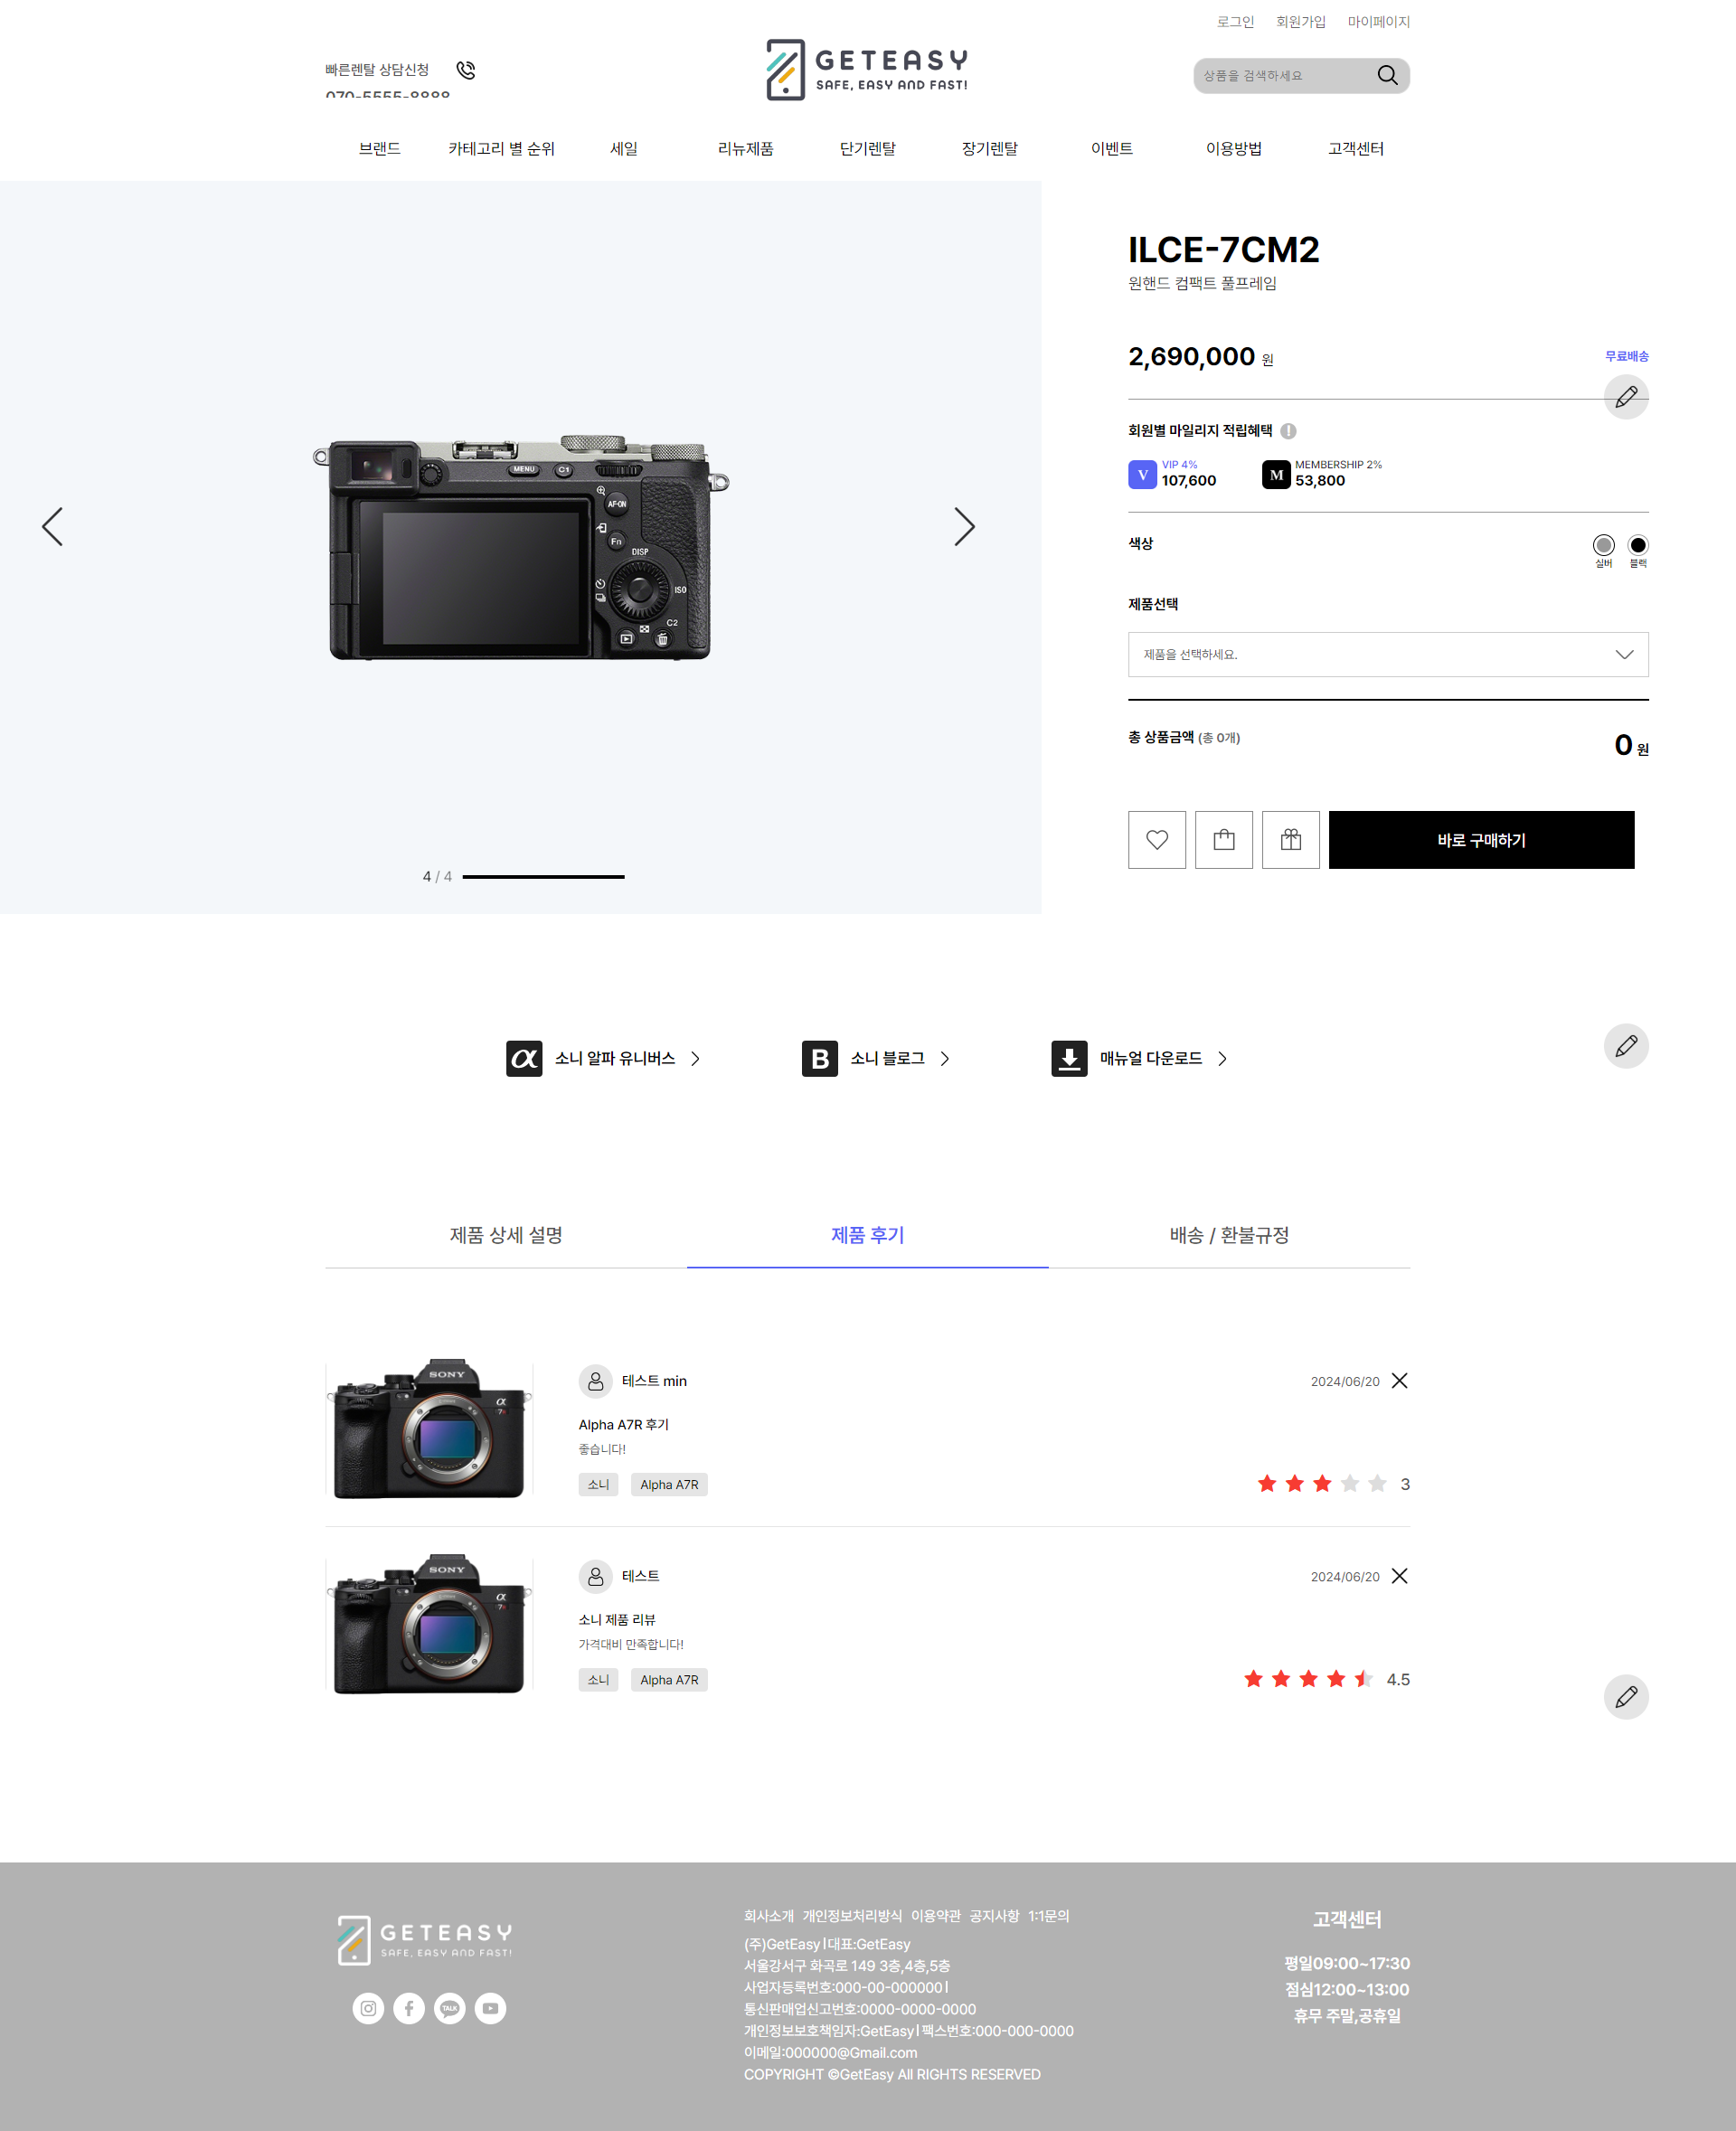 로그인 회원가입 마이페이지
빠른렌탈 상담신청
070-5555-8888
GETEASY
SAFE, EASY AND FAST!
상품을 검색하세요
브랜드 카테고리 별 순위 세일 리뉴제품 단기렌탈 장기렌탈 이벤트 이용방법 고객센터
MENU C1
AF-ON
Fn
DISP
ISO
C2
4 / 4
ILCE-7CM2
원핸드 컴팩트 풀프레임
2,690,000 원
무료배송
회원별 마일리지 적립혜택 !
V VIP 4%
107,600
M MEMBERSHIP 2%
53,800
색상
실버 블랙
제품선택
제품을 선택하세요.
총 상품금액 (총 0개)
0 원
바로 구매하기
α 소니 알파 유니버스
B 소니 블로그
매뉴얼 다운로드
제품 상세 설명 제품 후기 배송 / 환불규정
SONY
α
테스트 min
2024/06/20
Alpha A7R 후기
좋습니다!
소니 Alpha A7R
3
SONY
α
테스트
2024/06/20
소니 제품 리뷰
가격대비 만족합니다!
소니 Alpha A7R
4.5
GETEASY
SAFE, EASY AND FAST!
TALK
회사소개 개인정보처리방식 이용약관 공지사항 1:1문의
(주)GetEasy | 대표:GetEasy
서울강서구 화곡로 149 3층,4층,5층
사업자등록번호:000-00-000000 |
통신판매업신고번호:0000-0000-0000
개인정보보호책임자:GetEasy | 팩스번호:000-000-0000
이메일:000000@Gmail.com
COPYRIGHT ©GetEasy All RIGHTS RESERVED
고객센터
평일09:00~17:30
점심12:00~13:00
휴무 주말,공휴일